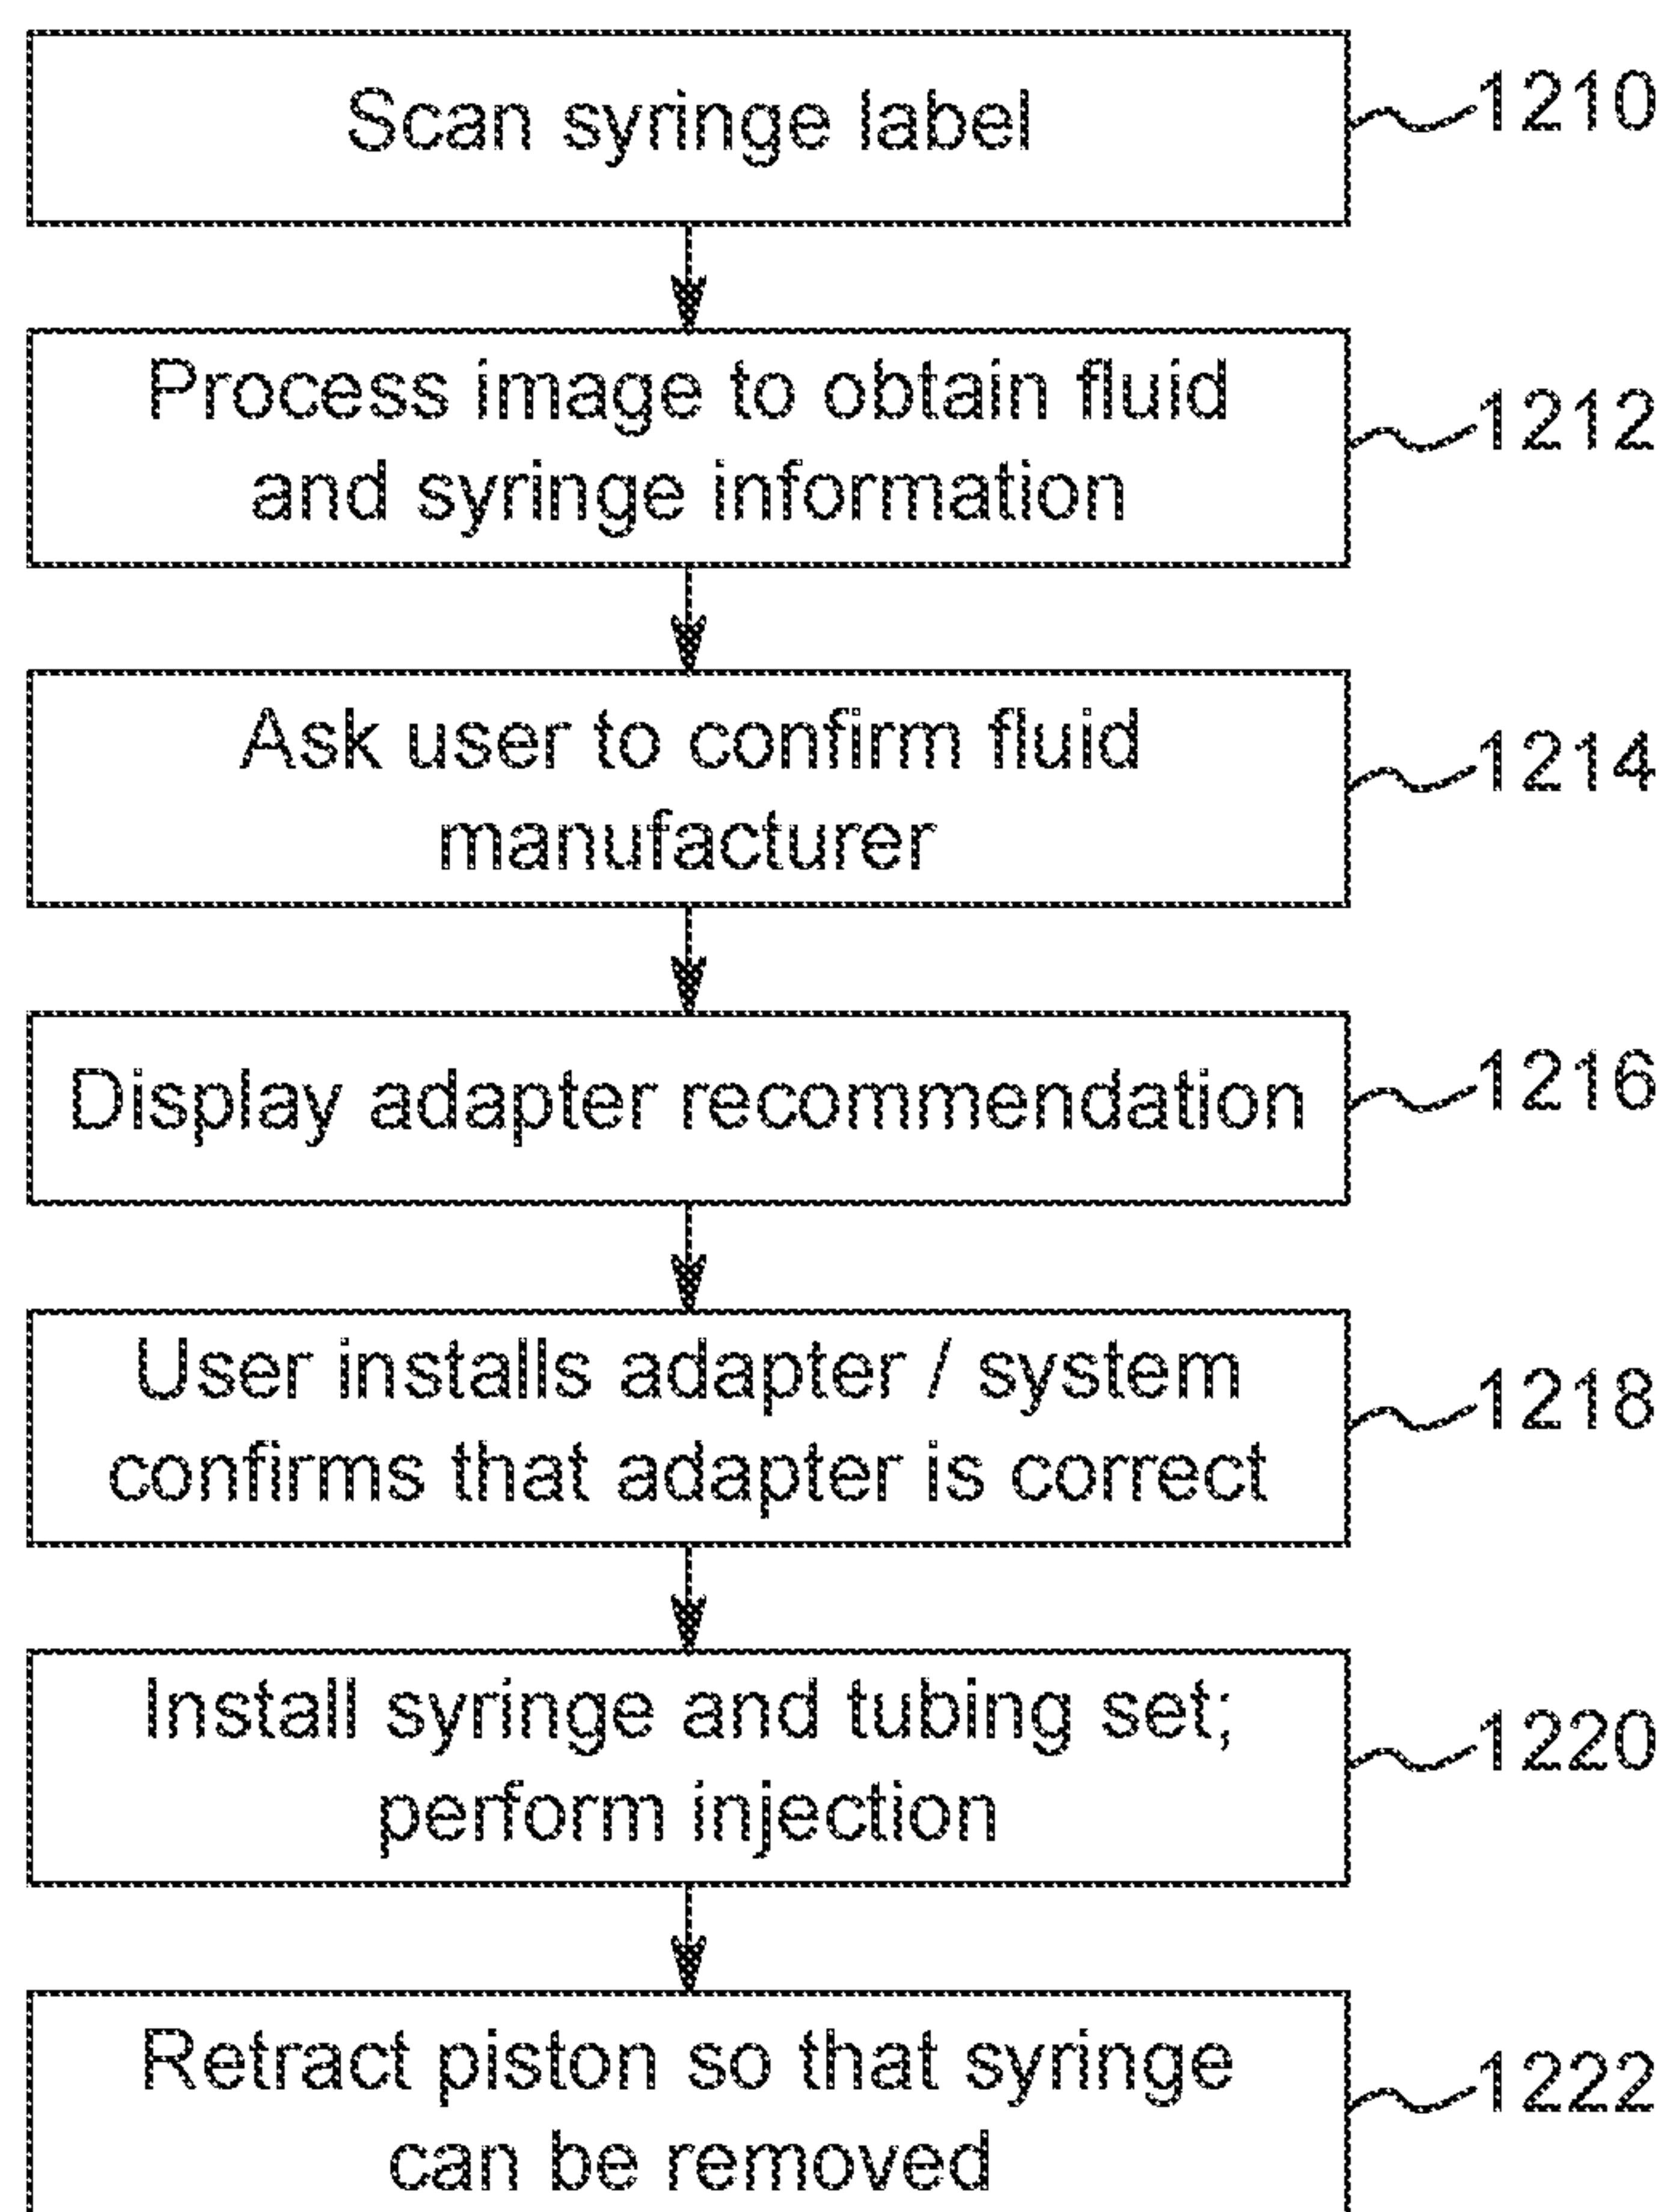 Scan syringe label
1210
Process image to obtain fluid
and syringe information
1212
Ask user to confirm fluid
manufacturer
1214
Display adapter recommendation
1216
User installs adapter / system
confirms that adapter is correct
1218
Install syringe and tubing set;
perform injection
1220
Retract piston so that syringe
can be removed
1222